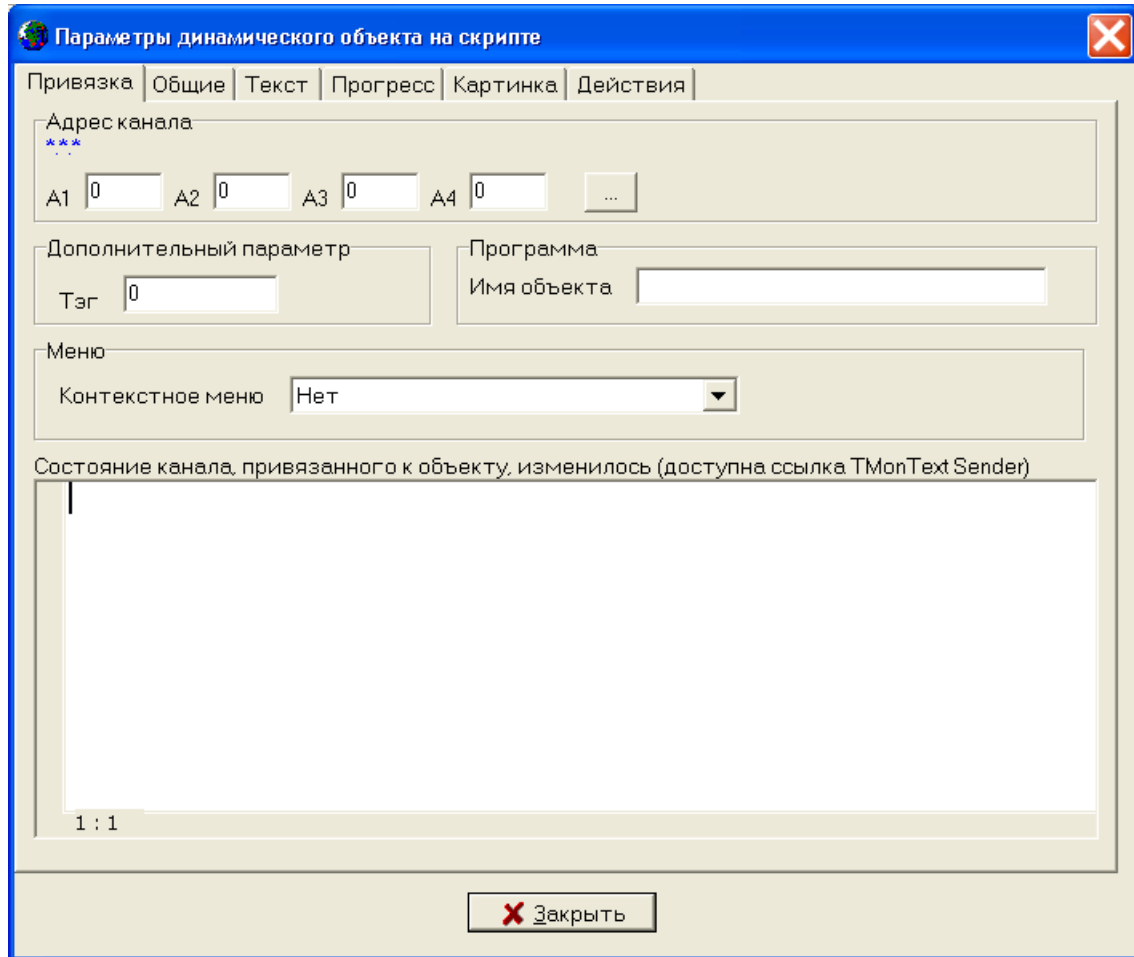 Параметры динамического объекта на скрипте
Привязка Общие Текст Прогресс Картинка Действия
Адрес канала
*.*.*
A1 0 A2 0 A3 0 A4 0 ...
Дополнительный параметр Программа
Тэг 0 Имя объекта
Меню
Контекстное меню Нет
Состояние канала, привязанного к объекту, изменилось (доступна ссылка TMonText Sender)
1 : 1
Закрыть